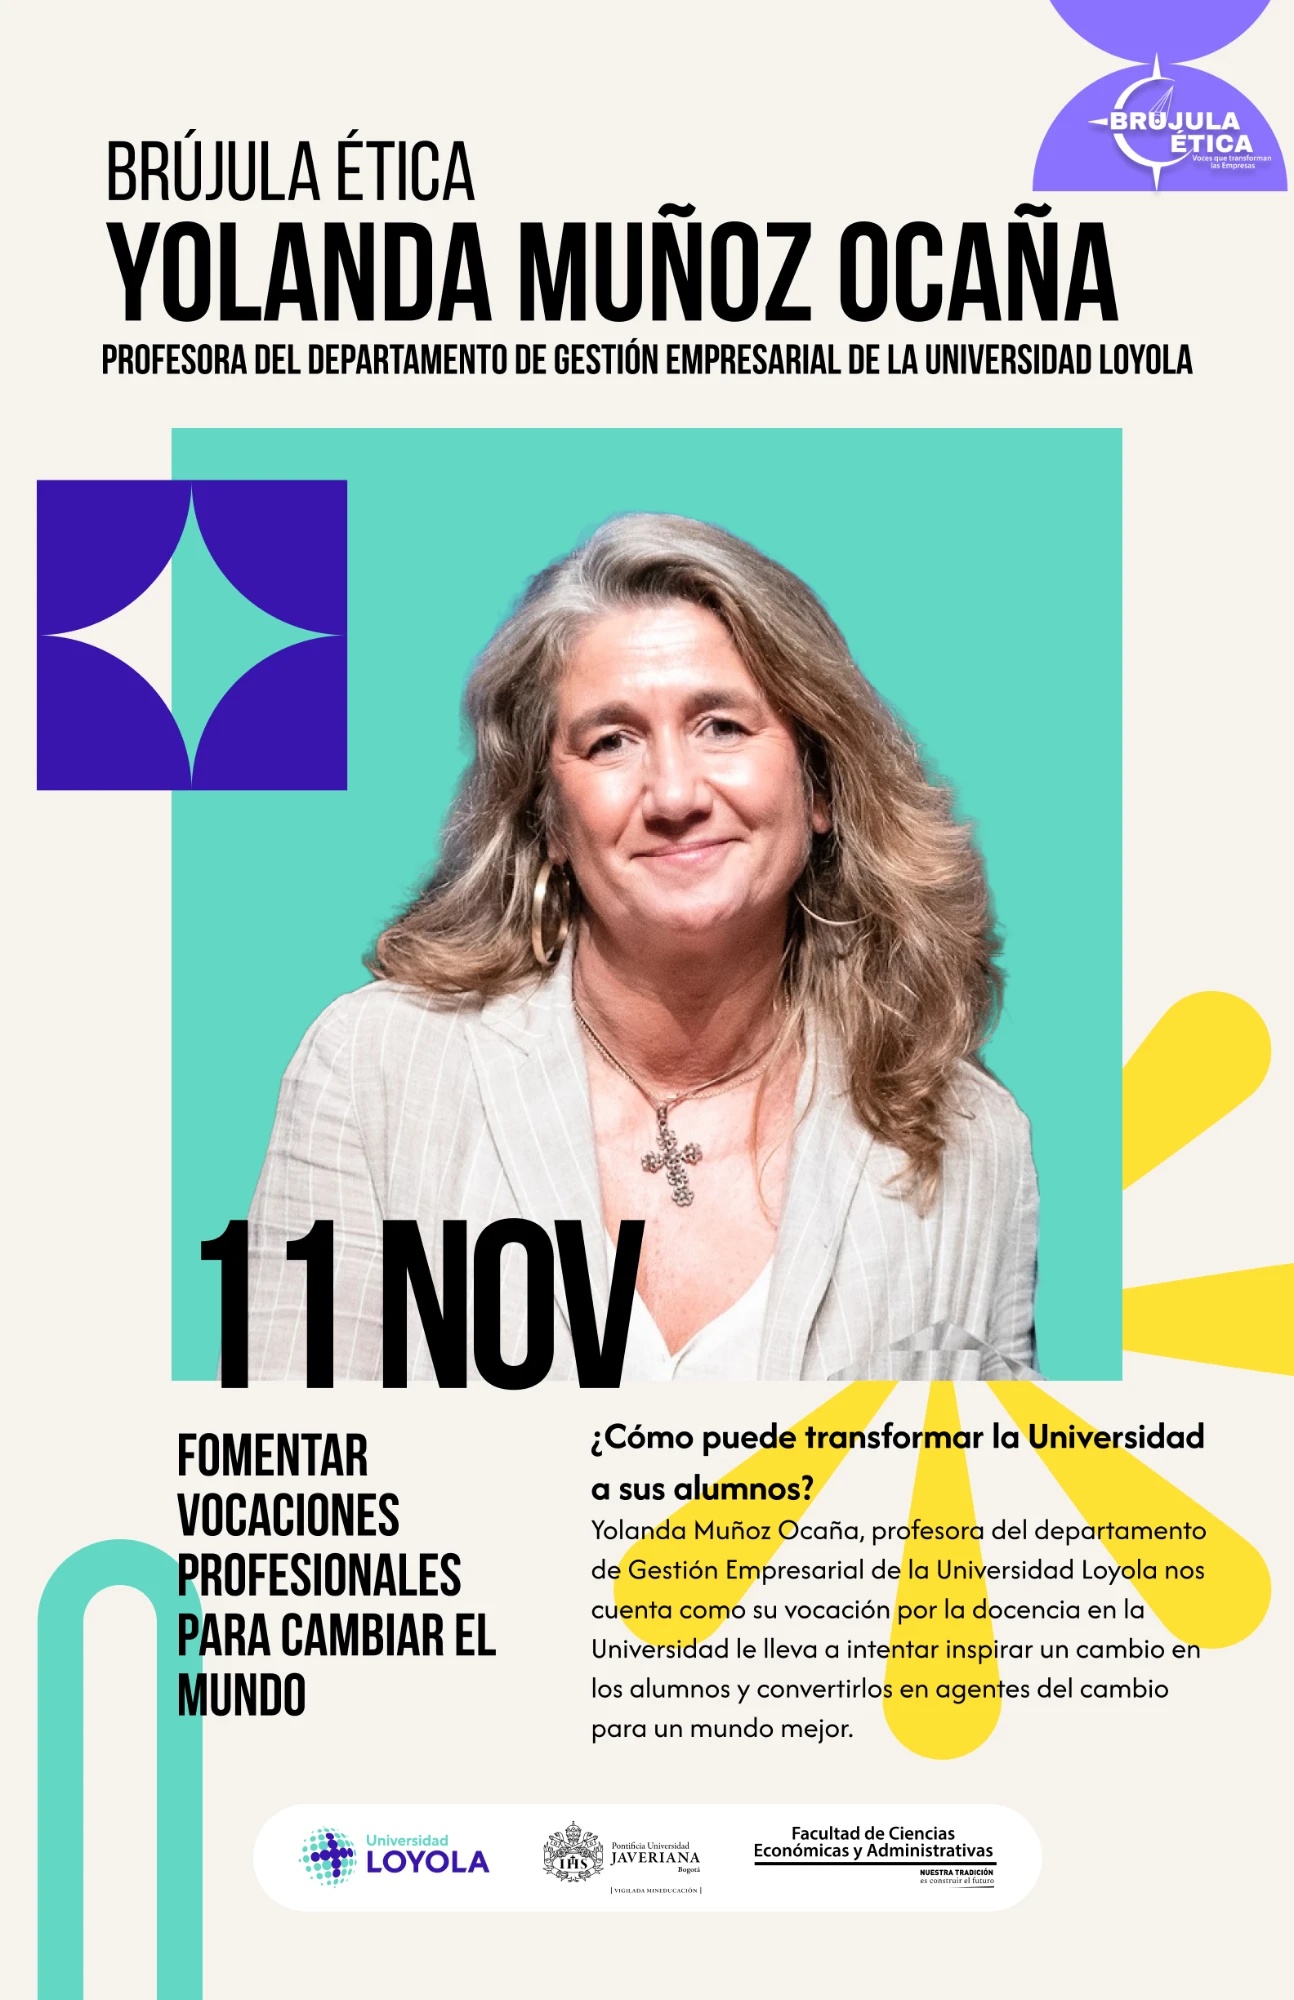 BRÚJULA
ÉTICA
Voces que transforman
las Empresas
BRÚJULA ÉTICA
YOLANDA MUÑOZ OCAÑA
PROFESORA DEL DEPARTAMENTO DE GESTIÓN EMPRESARIAL DE LA UNIVERSIDAD LOYOLA
11 NOV
FOMENTAR
VOCACIONES
PROFESIONALES
PARA CAMBIAR EL
MUNDO
¿Cómo puede transformar la Universidad
a sus alumnos?
Yolanda Muñoz Ocaña, profesora del departamento
de Gestión Empresarial de la Universidad Loyola nos
cuenta como su vocación por la docencia en la
Universidad le lleva a intentar inspirar un cambio en
los alumnos y convertirlos en agentes del cambio
para un mundo mejor.
Universidad
LOYOLA
IHS
Pontificia Universidad
JAVERIANA
Bogotá
| VIGILADA MINEDUCACIÓN |
Facultad de Ciencias
Económicas y Administrativas
NUESTRA TRADICIÓN
es construir el futuro